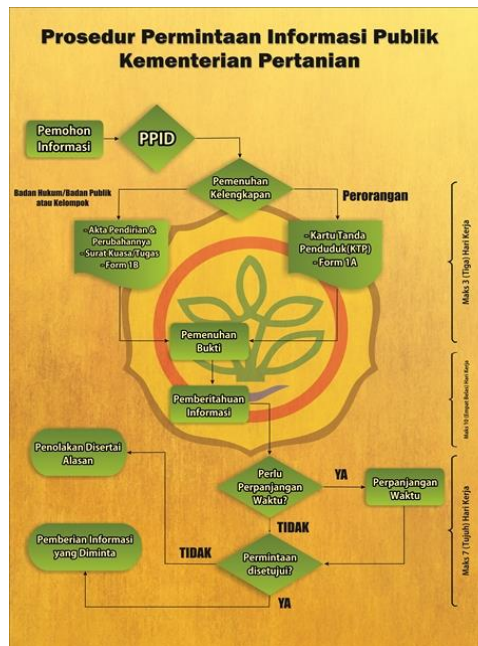 Prosedur Permintaan Informasi Publik
Kementerian Pertanian
Pemohon
Informasi
PPID
Pemenuhan
Kelengkapan
Badan Hukum/Badan Publik
atau Kelompok
Perorangan
- Akta Pendirian &
Perubahannya
- Surat Kuasa/Tugas
- Form 1B
- Kartu Tanda
Penduduk(KTP)
- Form 1A
Maks 3 (Tiga) Hari Kerja
Pemenuhan
Bukti
Pemberitahuan
Informasi
Maks 10 (Empat Belas) Hari Kerja
Penolakan Disertai
Alasan
Perlu
Perpanjangan
Waktu?
YA
Perpanjangan
Waktu
TIDAK
Maks 7 (Tujuh) Hari Kerja
Pemberian Informasi
yang Diminta
TIDAK
Permintaan
disetujui?
YA